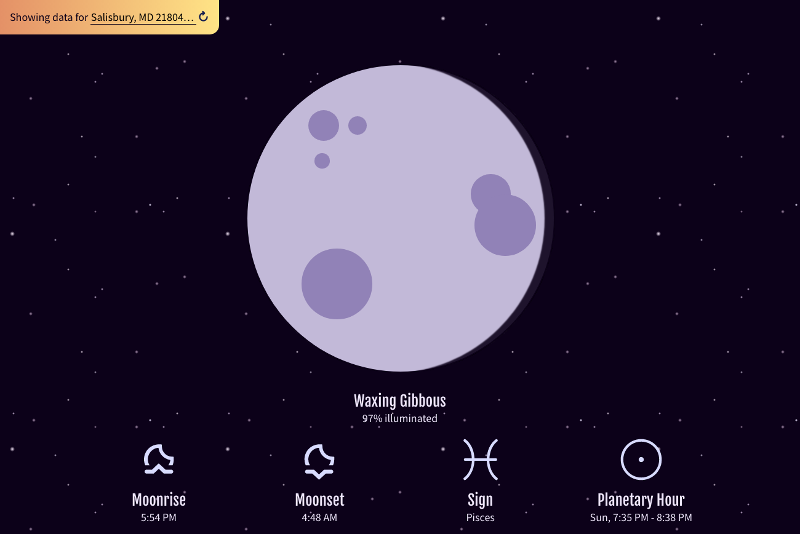 Showing data for Salisbury, MD 21804…
Waxing Gibbous
97% illuminated
Moonrise
5:54 PM
Moonset
4:48 AM
Sign
Pisces
Planetary Hour
Sun, 7:35 PM - 8:38 PM